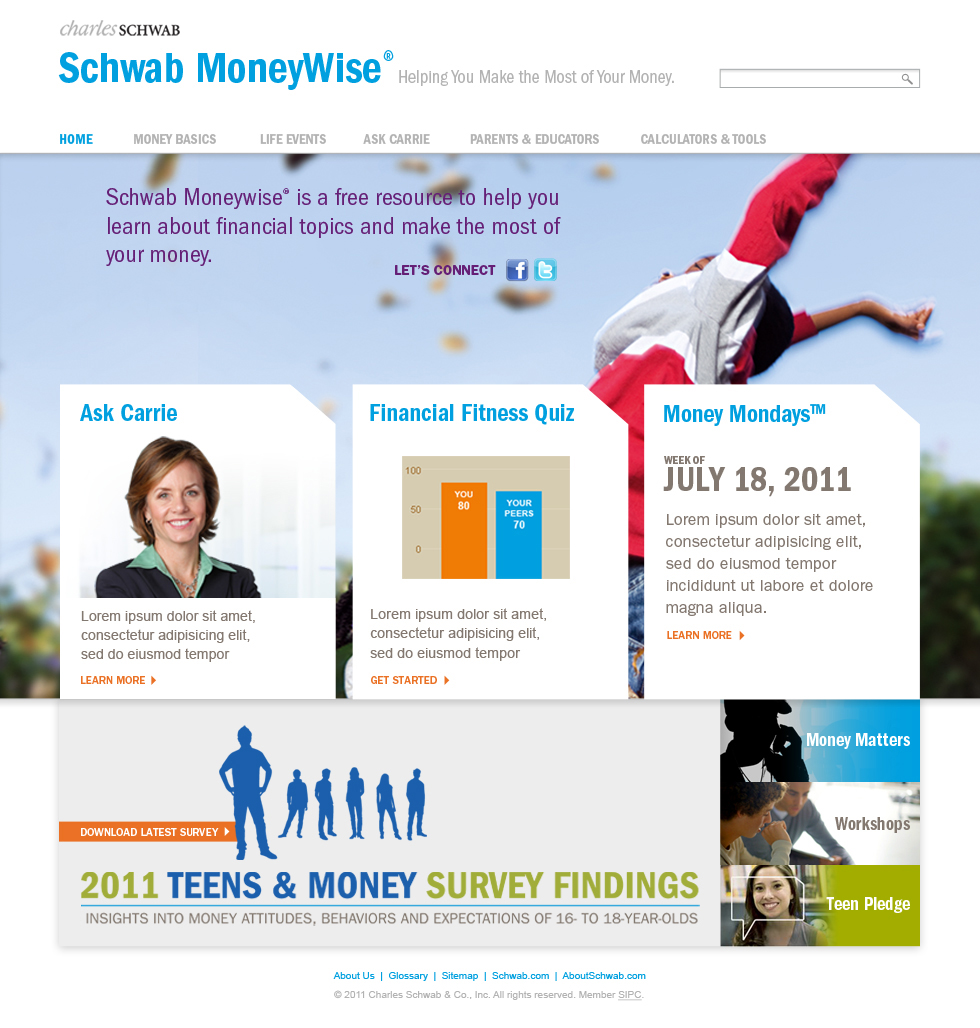 charles SCHWAB
Schwab MoneyWise® Helping You Make the Most of Your Money.
HOME MONEY BASICS LIFE EVENTS ASK CARRIE PARENTS & EDUCATORS CALCULATORS & TOOLS
Schwab Moneywise® is a free resource to help you
learn about financial topics and make the most of
your money.
LET'S CONNECT f t
Ask Carrie
Lorem ipsum dolor sit amet,
consectetur adipisicing elit,
sed do eiusmod tempor
LEARN MORE
Financial Fitness Quiz
100
50
0
YOU
80
YOUR
PEERS
70
Lorem ipsum dolor sit amet,
consectetur adipisicing elit,
sed do eiusmod tempor
GET STARTED
Money Mondays™
WEEK OF
JULY 18, 2011
Lorem ipsum dolor sit amet,
consectetur adipisicing elit,
sed do eiusmod tempor
incididunt ut labore et dolore
magna aliqua.
LEARN MORE
DOWNLOAD LATEST SURVEY
2011 TEENS & MONEY SURVEY FINDINGS
INSIGHTS INTO MONEY ATTITUDES, BEHAVIORS AND EXPECTATIONS OF 16- TO 18-YEAR-OLDS
Money Matters
Workshops
Teen Pledge
About Us | Glossary | Sitemap | Schwab.com | AboutSchwab.com
© 2011 Charles Schwab & Co., Inc. All rights reserved. Member SIPC.